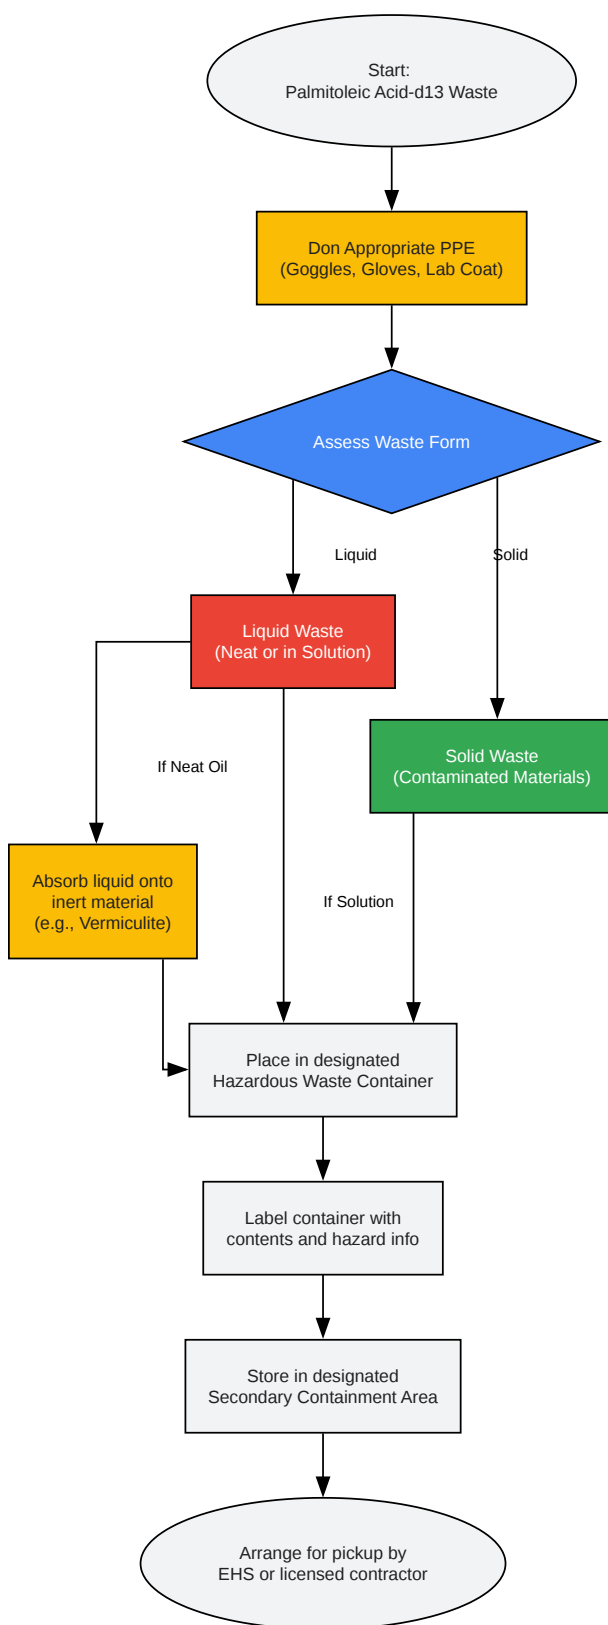 Start:
Palmitoleic Acid-d13 Waste
Don Appropriate PPE
(Goggles, Gloves, Lab Coat)
Assess Waste Form
Liquid
Solid
Liquid Waste
(Neat or in Solution)
Solid Waste
(Contaminated Materials)
If Neat Oil
Absorb liquid onto
inert material
(e.g., Vermiculite)
If Solution
Place in designated
Hazardous Waste Container
Label container with
contents and hazard info
Store in designated
Secondary Containment Area
Arrange for pickup by
EHS or licensed contractor